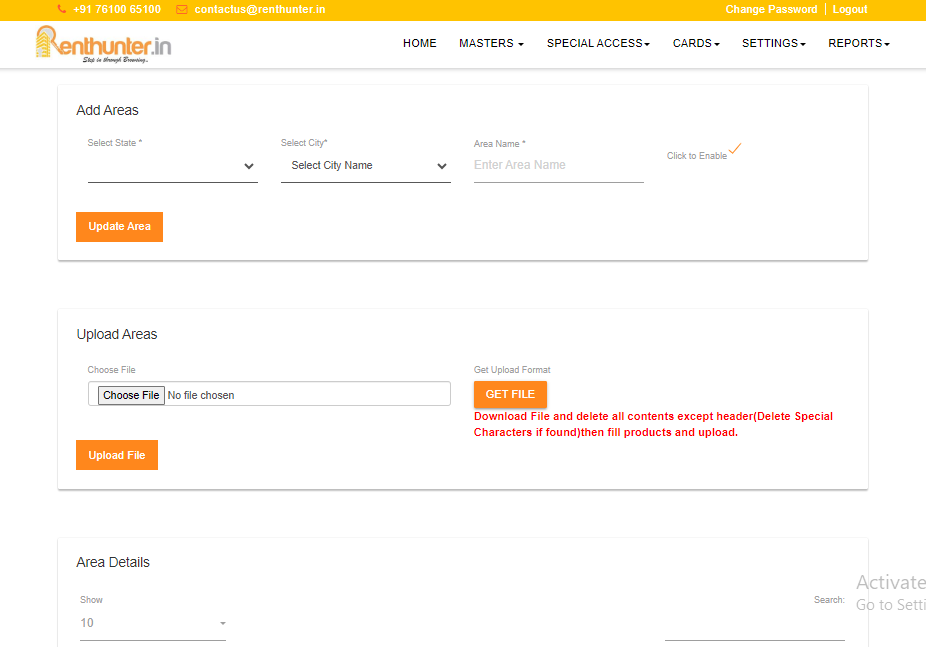 +91 76100 65100 contactus@renthunter.in Change Password Logout
Renthunter.in
Step in through Browsing..
HOME MASTERS SPECIAL ACCESS CARDS SETTINGS REPORTS
Add Areas
Select State * Select City* Area Name *
Select City Name Enter Area Name Click to Enable
Update Area
Upload Areas
Choose File Get Upload Format
Choose File No file chosen GET FILE
Download File and delete all contents except header(Delete Special
Characters if found)then fill products and upload.
Upload File
Area Details
Activate
Show Search:
Go to Setti
10